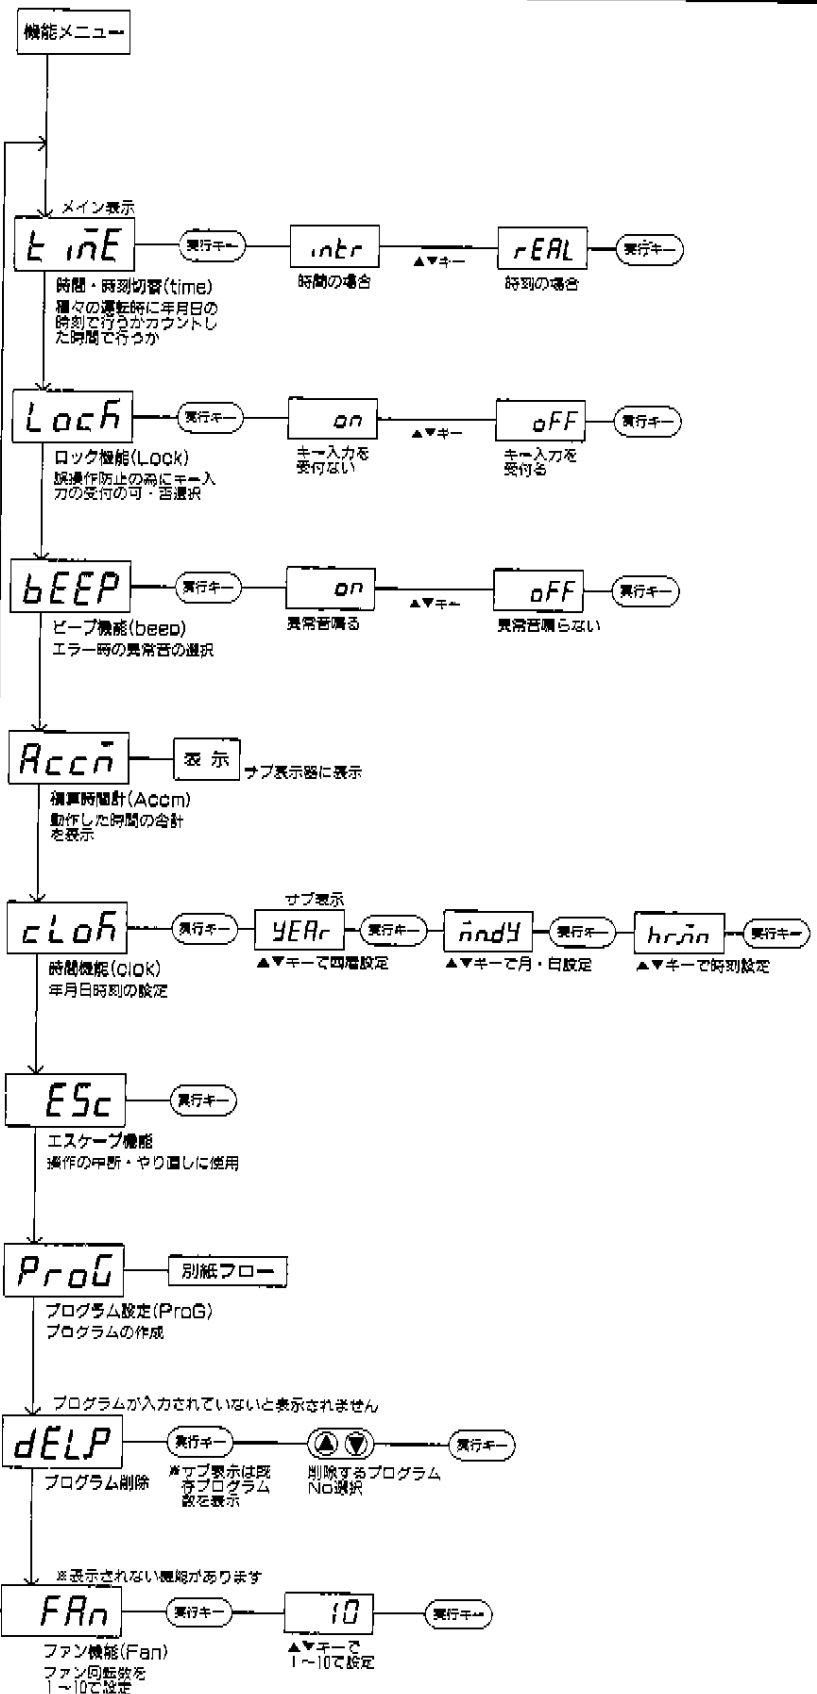 機能メニュー
メイン表示
time
実行キー
intr
▲▼キー
rEAL
実行キー
時間の場合
時刻の場合
時間・時刻切替(time)
種々の運転時に年月日の
時刻で行うかカウントし
た時間で行うか
Lock
実行キー
on
▲▼キー
oFF
実行キー
キー入力を
受付ない
キー入力を
受付る
ロック機能(Lock)
誤操作防止の為にキー入
力の受付の可・否選択
bEEP
実行キー
on
▲▼キー
oFF
実行キー
異常音鳴る
異常音鳴らない
ビープ機能(beep)
エラー時の異常音の選択
Accm
表 示
サブ表示器に表示
積算時間計(Accm)
動作した時間の合計
を表示
サブ表示
cLok
実行キー
YEAr
実行キー
mndY
実行キー
hr.mn
実行キー
▲▼キーで西暦設定
▲▼キーで月・日設定
▲▼キーで時刻設定
時間機能(clok)
年月日時刻の設定
ESc
実行キー
エスケープ機能
操作の中断・やり直しに使用
ProG
別紙フロー
プログラム設定(ProG)
プログラムの作成
プログラムが入力されていないと表示されません
dEL.P
実行キー
▲ ▼
実行キー
プログラム削除
※サブ表示は既
存プログラム
数を表示
削除するプログラム
No選択
※表示されない機能があります
FAn
実行キー
10
実行キー
ファン機能(Fan)
ファン回転数を
1～10で設定
▲▼キーで
1～10で設定